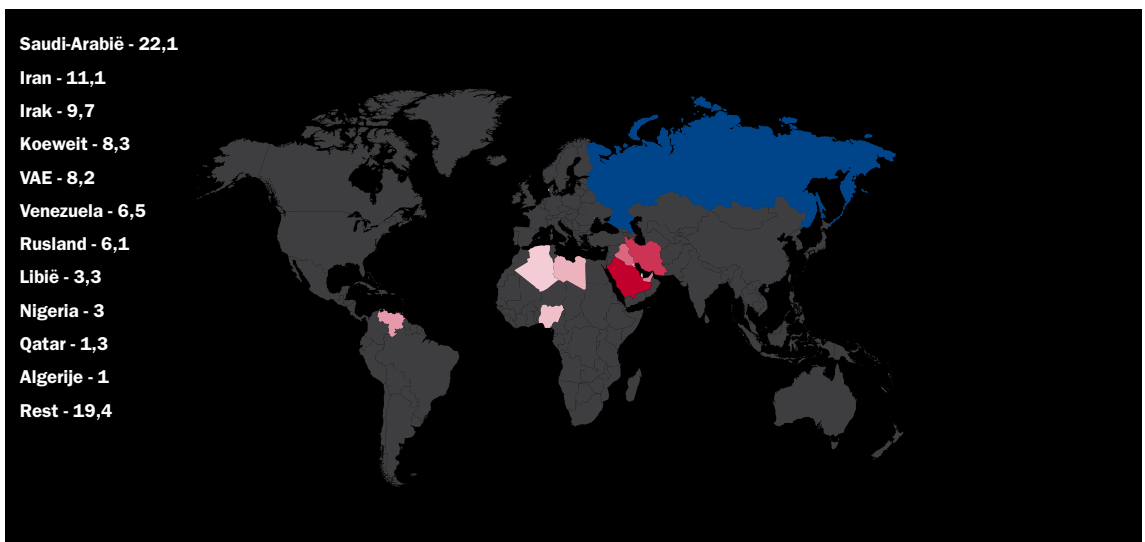 Saudi-Arabië - 22,1
Iran - 11,1
Irak - 9,7
Koeweit - 8,3
VAE - 8,2
Venezuela - 6,5
Rusland - 6,1
Libië - 3,3
Nigeria - 3
Qatar - 1,3
Algerije - 1
Rest - 19,4